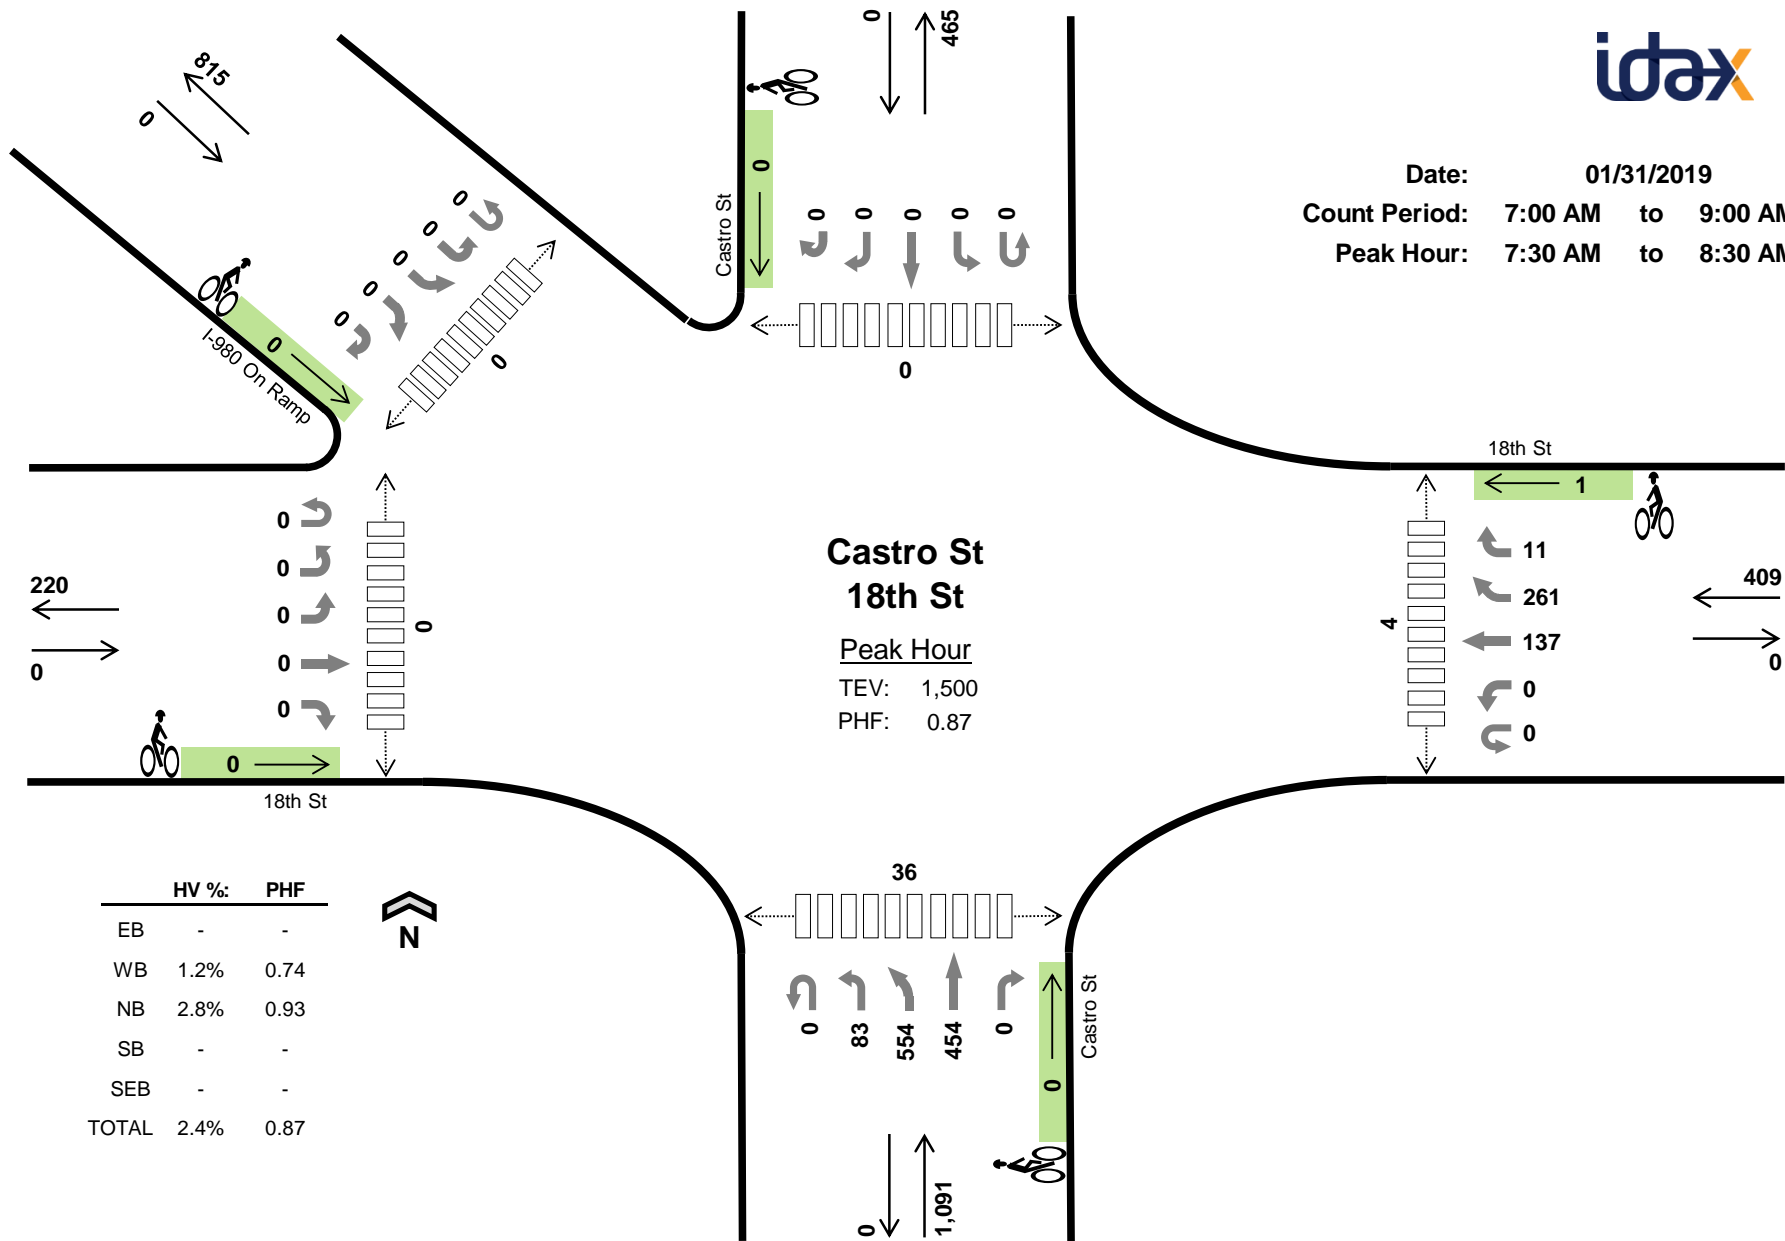 idax
Date: 01/31/2019
Count Period: 7:00 AM to 9:00 AM
Peak Hour: 7:30 AM to 8:30 AM
815
0
0
465
0
Castro St
0 0 0 0 0
0
0
0
0
0
0
0
I-980 On Ramp
0
0
18th St
1
11
261
137
0
0
4
409
0
0
0
0
0
0
0
220
0
0
18th St
Castro St
18th St
Peak Hour
TEV: 1,500
PHF: 0.87
36
0 83 554 454 0
0
Castro St
0
1,091
HV %: PHF
EB - -
WB 1.2% 0.74
NB 2.8% 0.93
SB - -
SEB - -
TOTAL 2.4% 0.87
N